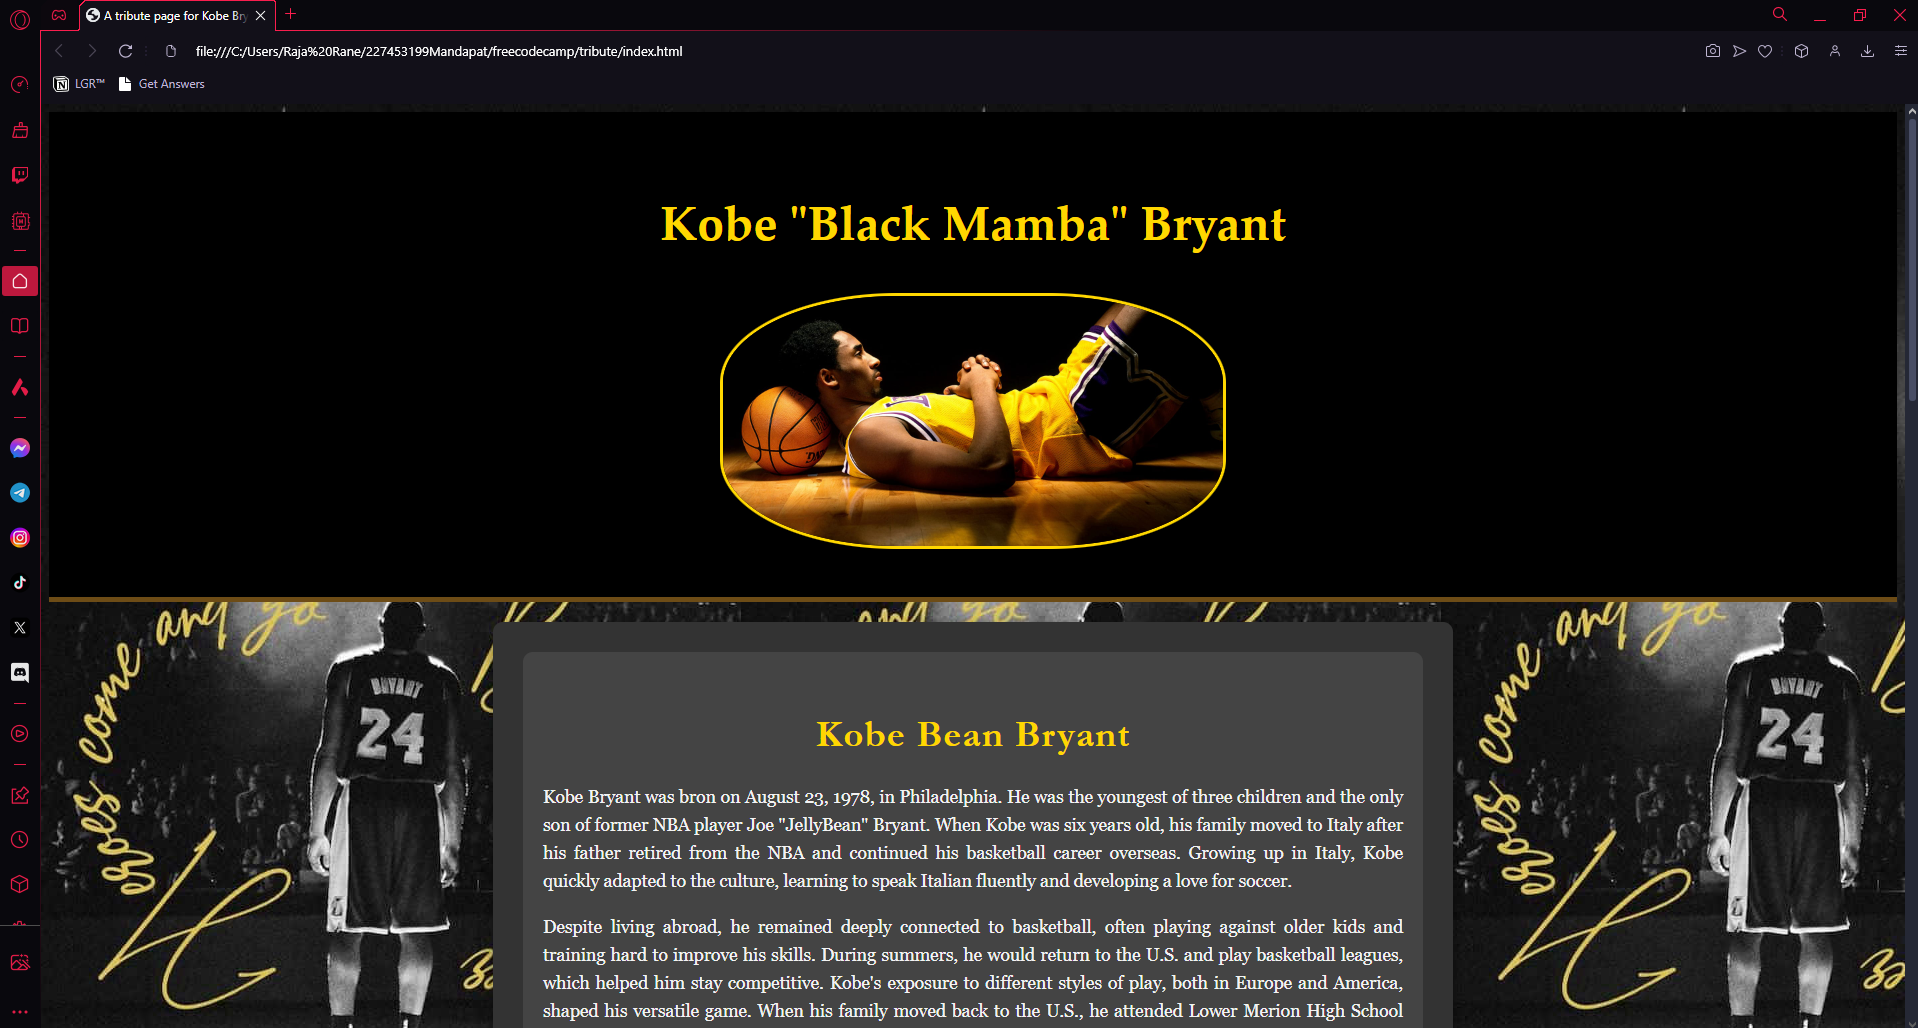 A tribute page for Kobe Bry
file:///C:/Users/Raja%20Rane/227453199Mandapat/freecodecamp/tribute/index.html
LGR™
Get Answers
Kobe "Black Mamba" Bryant
come and go
and go
BRYANT
24
BRYANT
24
Kobe Bean Bryant
Kobe Bryant was bron on August 23, 1978, in Philadelphia. He was the youngest of three children and the only
son of former NBA player Joe "JellyBean" Bryant. When Kobe was six years old, his family moved to Italy after
his father retired from the NBA and continued his basketball career overseas. Growing up in Italy, Kobe
quickly adapted to the culture, learning to speak Italian fluently and developing a love for soccer.
Despite living abroad, he remained deeply connected to basketball, often playing against older kids and
training hard to improve his skills. During summers, he would return to the U.S. and play basketball leagues,
which helped him stay competitive. Kobe's exposure to different styles of play, both in Europe and America,
shaped his versatile game. When his family moved back to the U.S., he attended Lower Merion High School